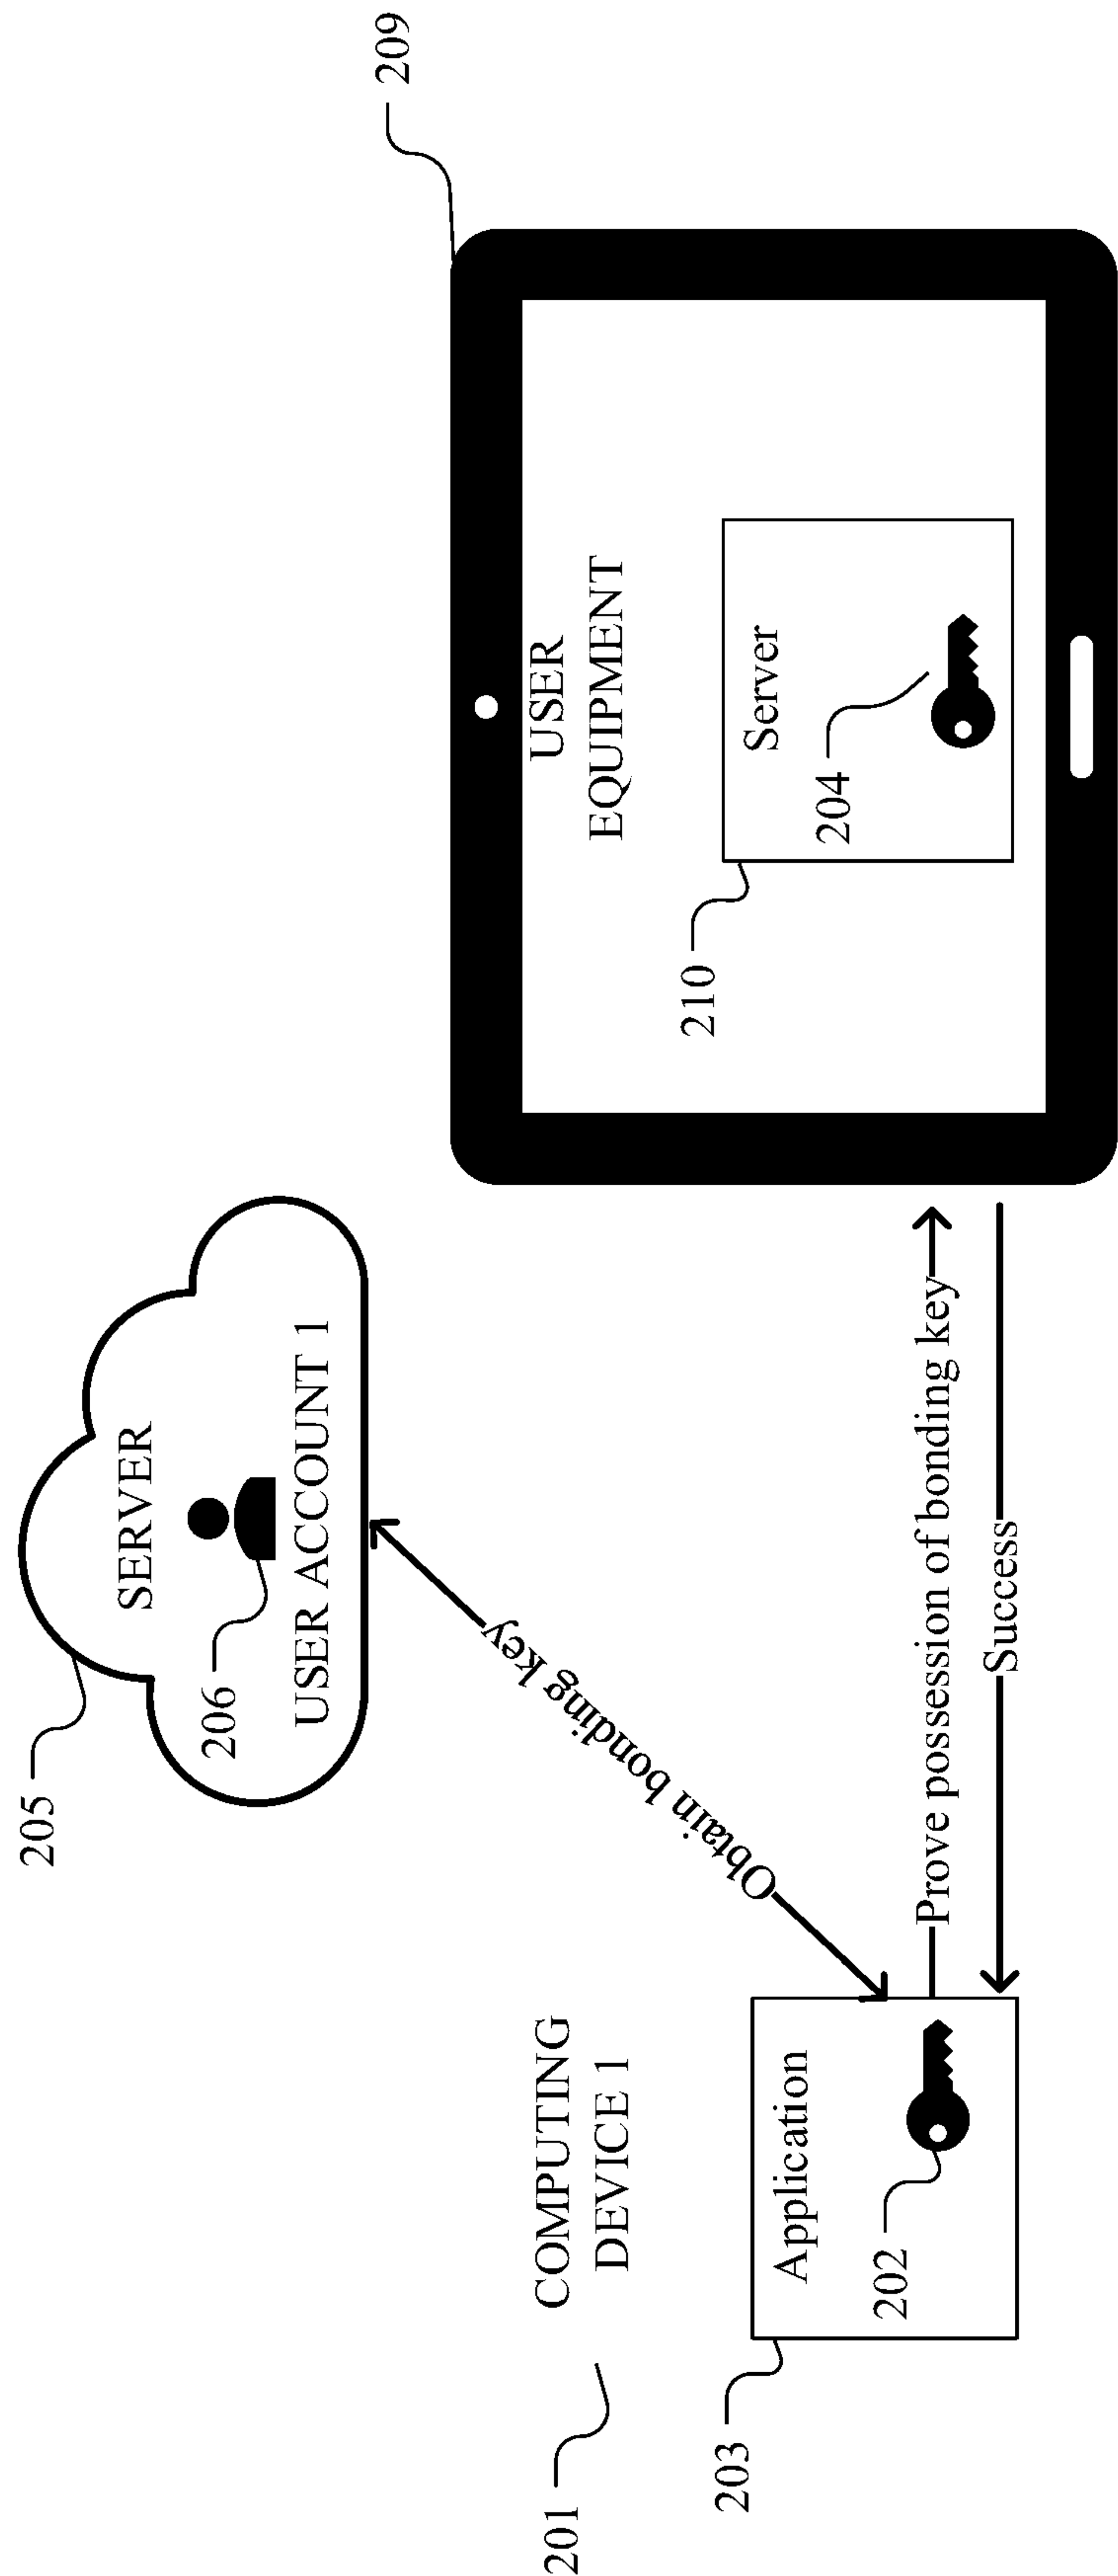 205
SERVER
206
USER ACCOUNT 1
209
201
COMPUTING
DEVICE 1
USER
EQUIPMENT
Obtain bonding key
203
Application
202
210
Server
204
Prove possession of bonding key
Success